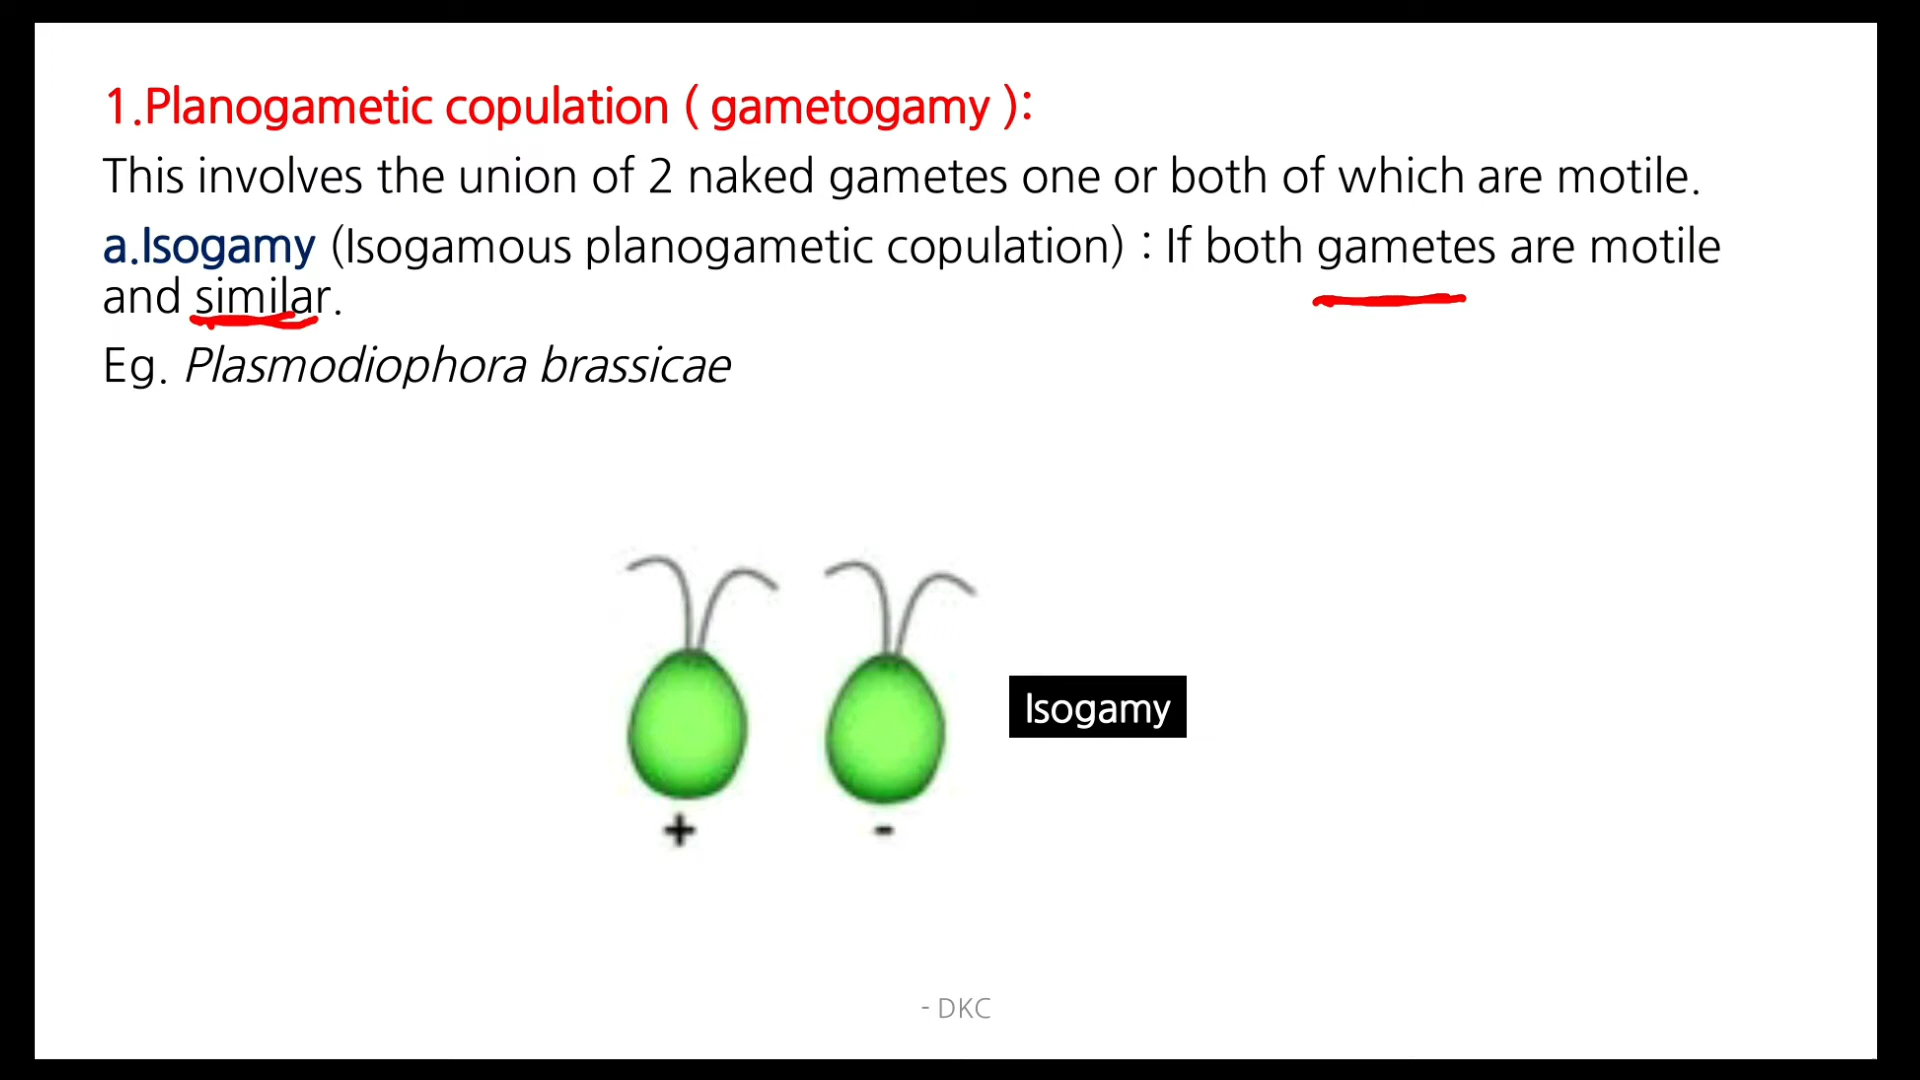 1.Planogametic copulation ( gametogamy ):
This involves the union of 2 naked gametes one or both of which are motile.
a.Isogamy (Isogamous planogametic copulation) : If both gametes are motile
and similar.
Eg. Plasmodiophora brassicae
Isogamy
+ -
- DKC